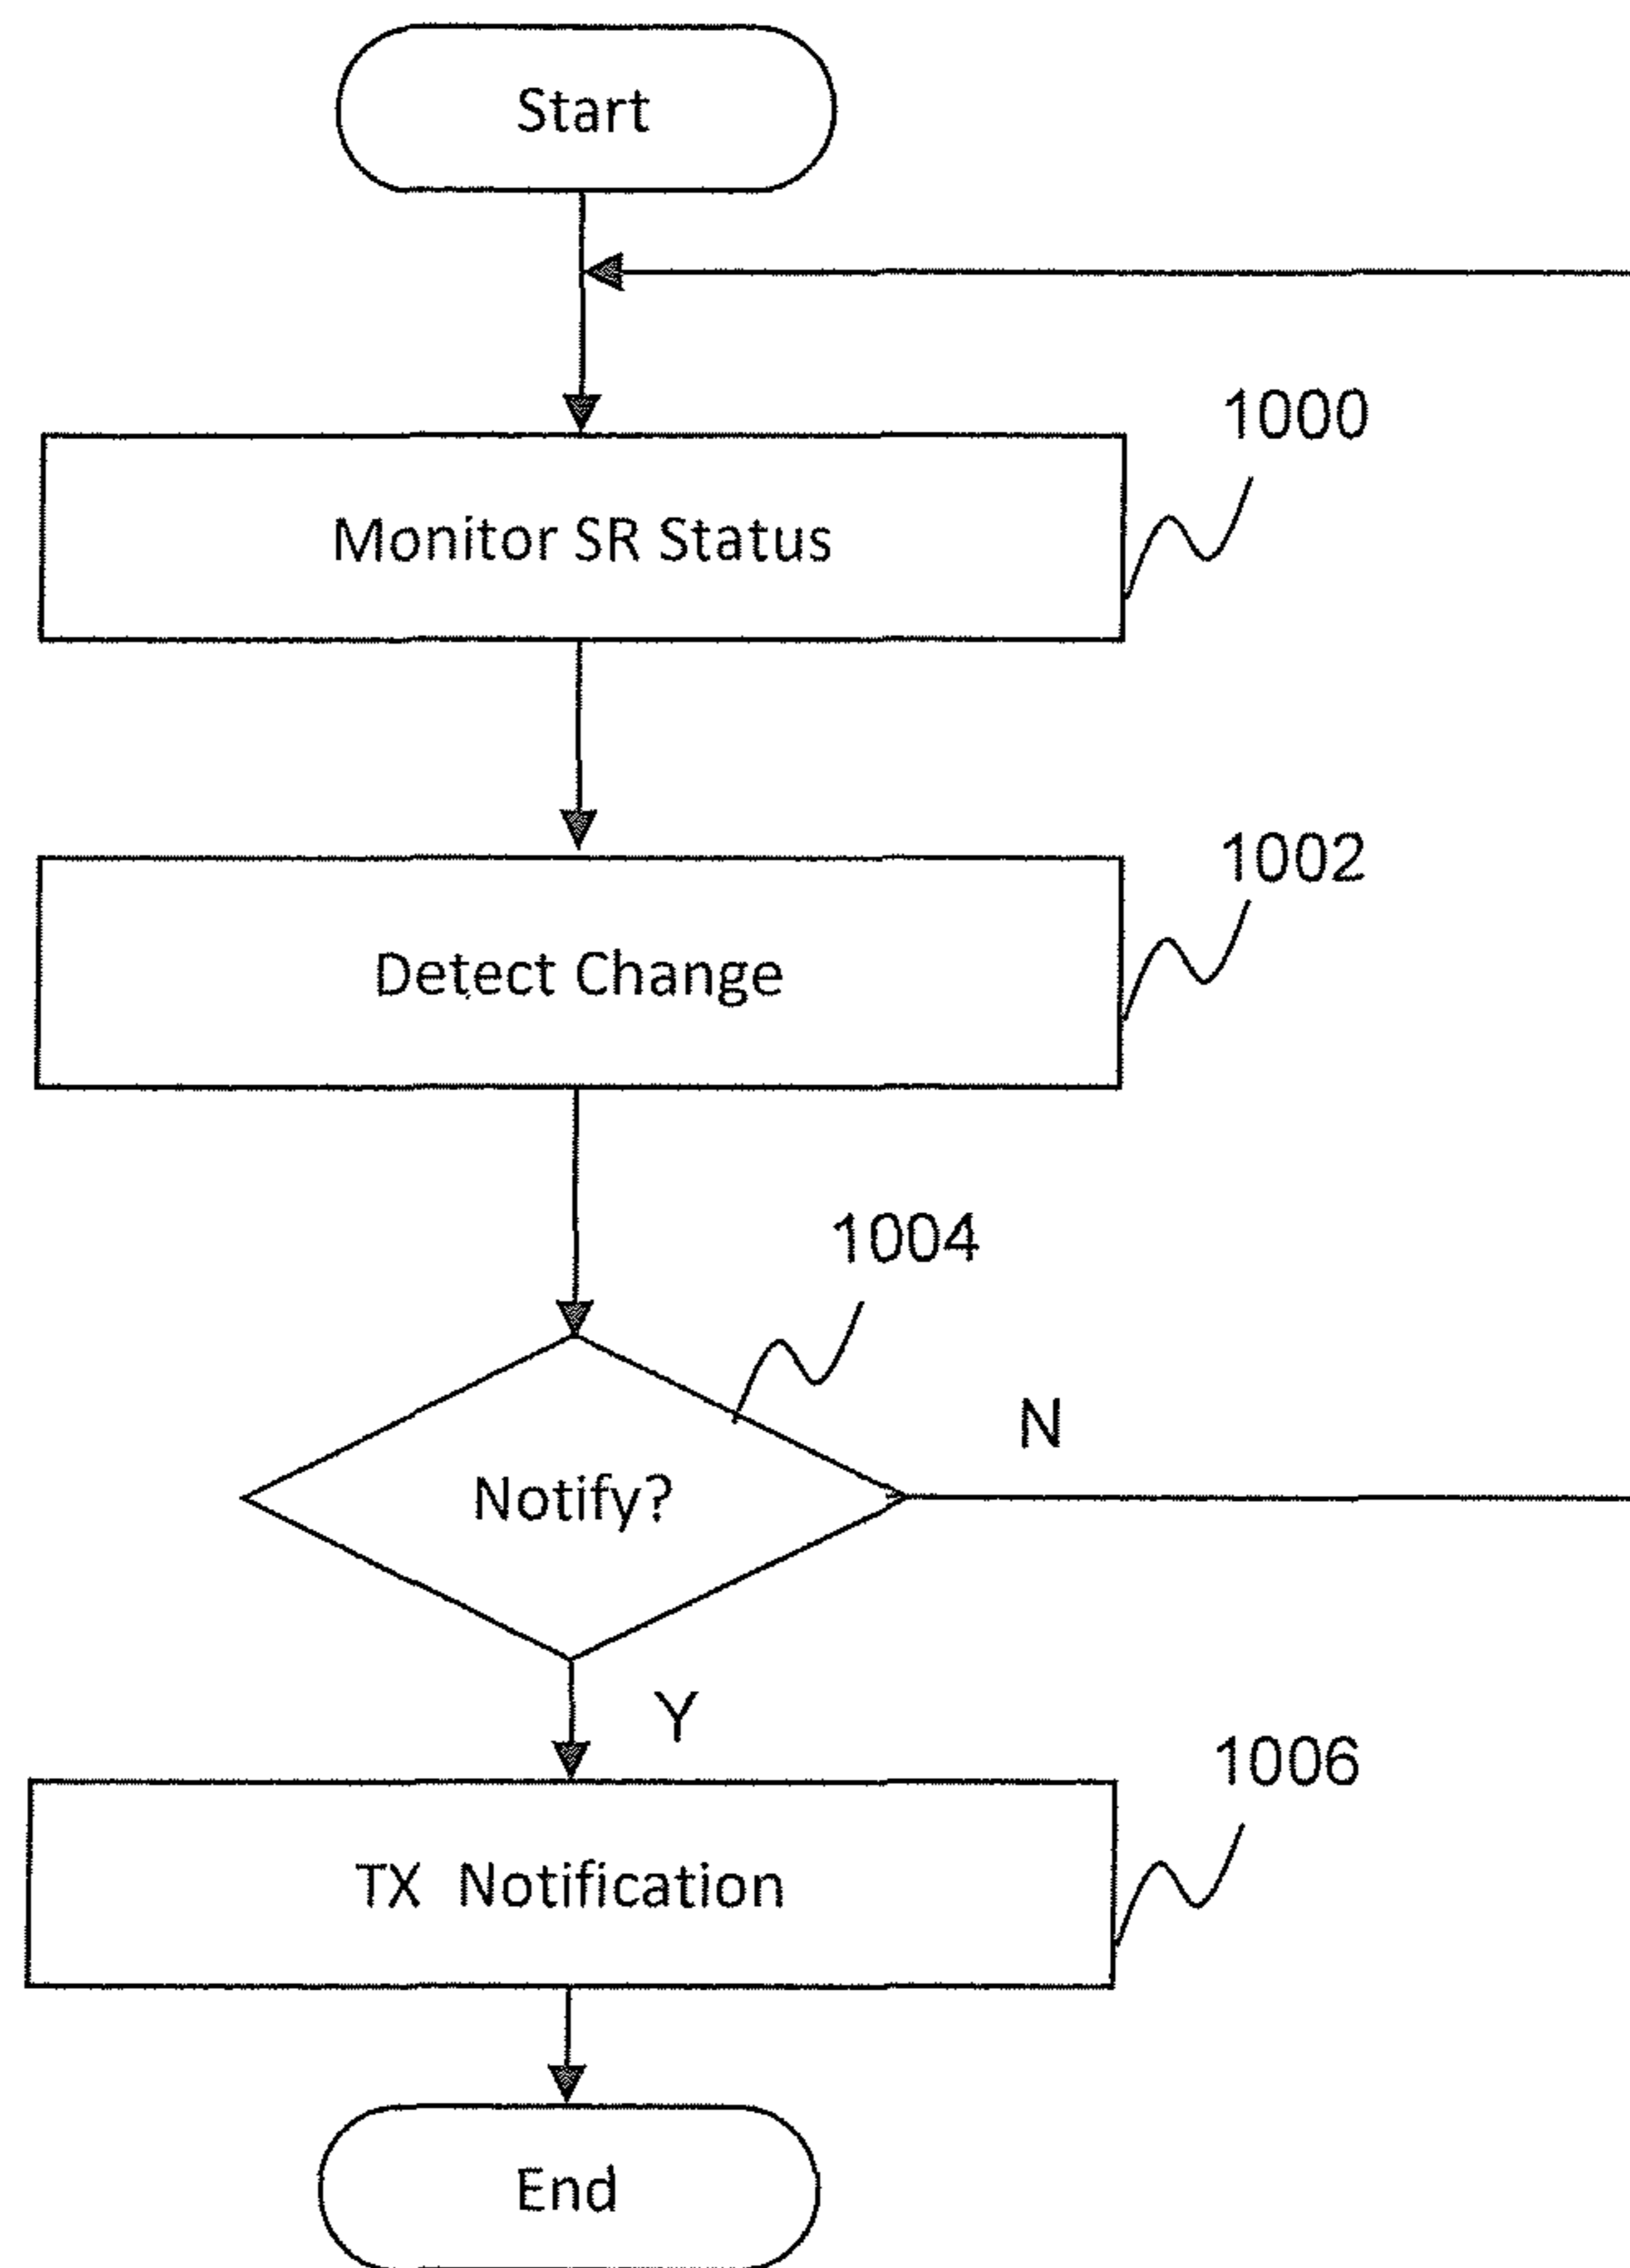 Start
1000
Monitor SR Status
1002
Detect Change
1004
N
Notify?
Y
1006
TX Notification
End